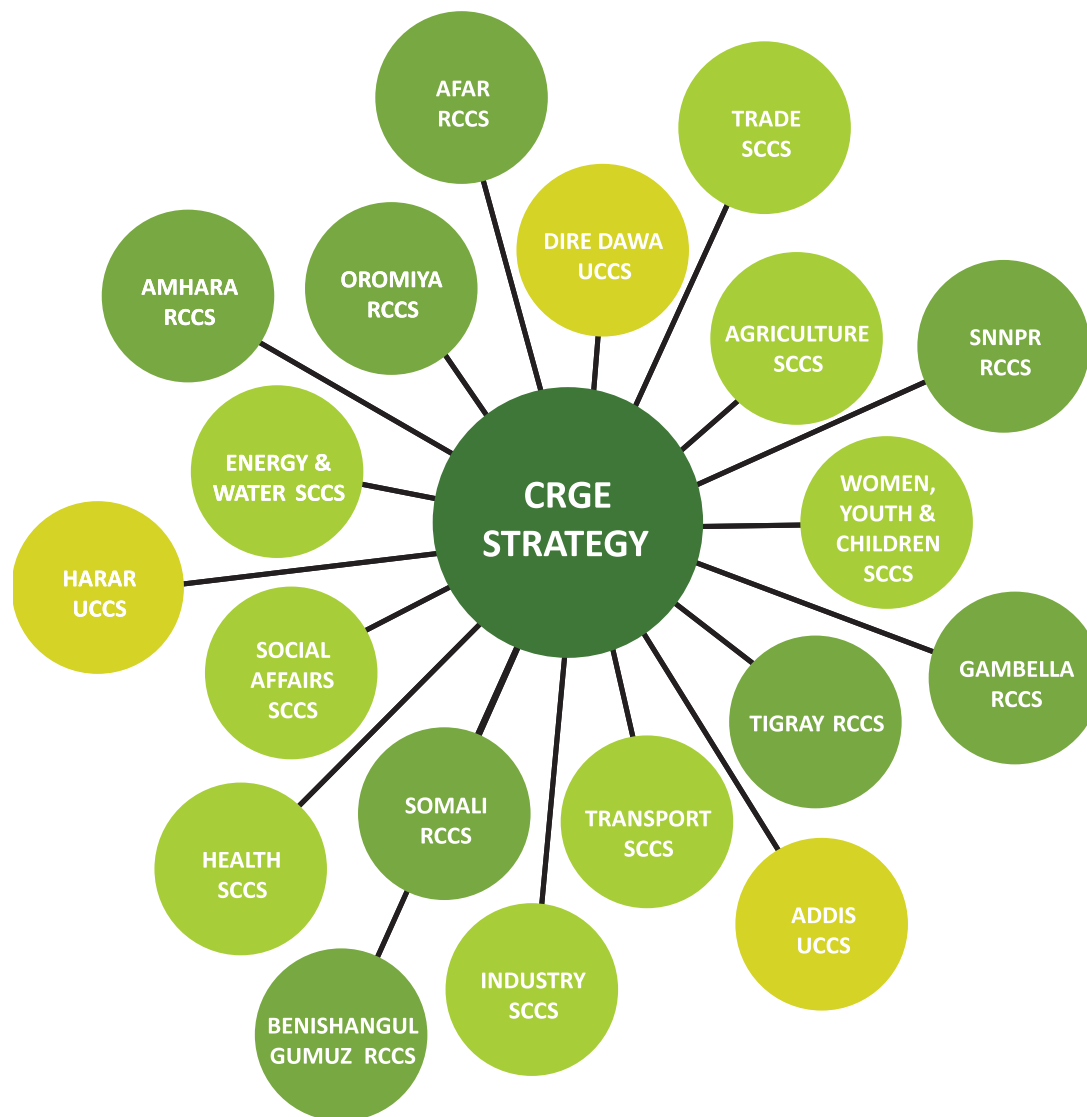 AFAR
RCCS
TRADE
SCCS
DIRE DAWA
UCCS
AMHARA
RCCS
OROMIYA
RCCS
AGRICULTURE
SCCS
SNNPR
RCCS
ENERGY &
WATER SCCS
CRGE
STRATEGY
WOMEN,
YOUTH &
CHILDREN
SCCS
HARAR
UCCS
SOCIAL
AFFAIRS
SCCS
GAMBELLA
RCCS
TIGRAY RCCS
SOMALI
RCCS
TRANSPORT
SCCS
HEALTH
SCCS
ADDIS
UCCS
INDUSTRY
SCCS
BENISHANGUL
GUMUZ RCCS